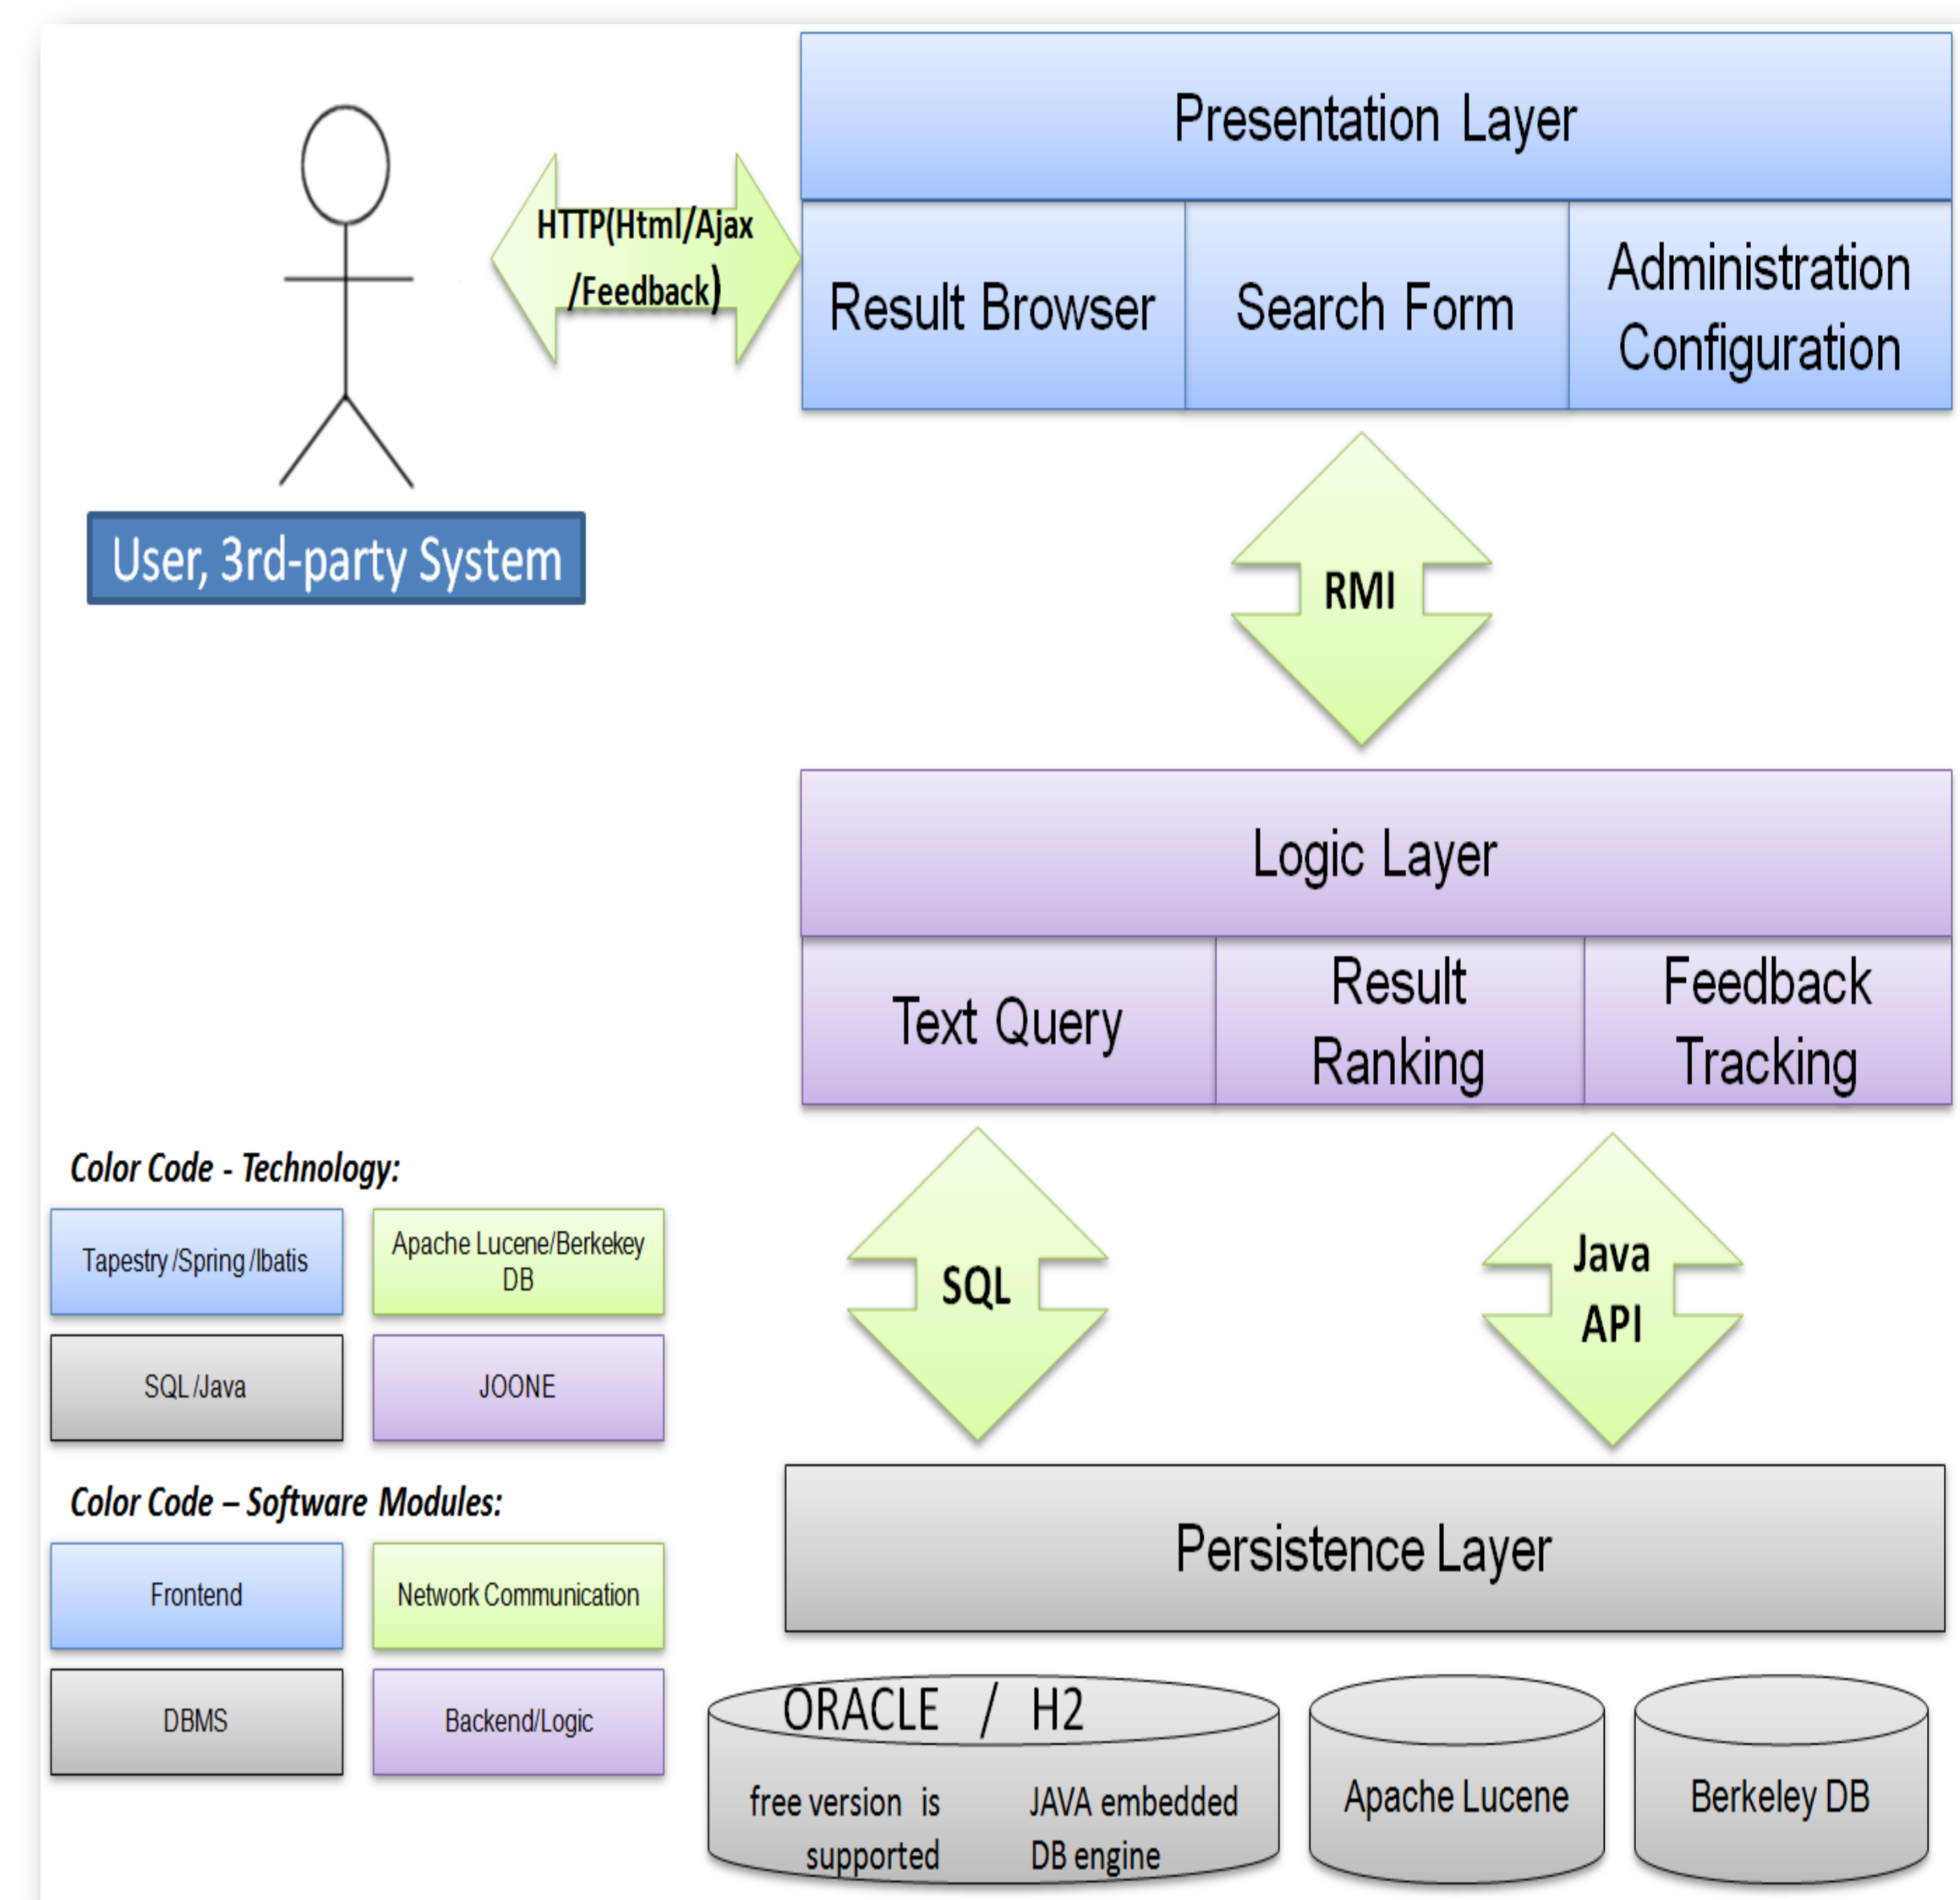 Presentation Layer
HTTP(Html/Ajax
/Feedback)
Result Browser
Search Form
Administration
Configuration
User, 3rd-party System
RMI
Logic Layer
Text Query
Result
Ranking
Feedback
Tracking
Color Code - Technology:
Tapestry /Spring /Ibatis
Apache Lucene/Berkekey
DB
SQL /Java
JOONE
SQL
Java
API
Color Code – Software Modules:
Frontend
Network Communication
DBMS
Backend/Logic
Persistence Layer
ORACLE / H2
free version is
supported
JAVA embedded
DB engine
Apache Lucene
Berkeley DB